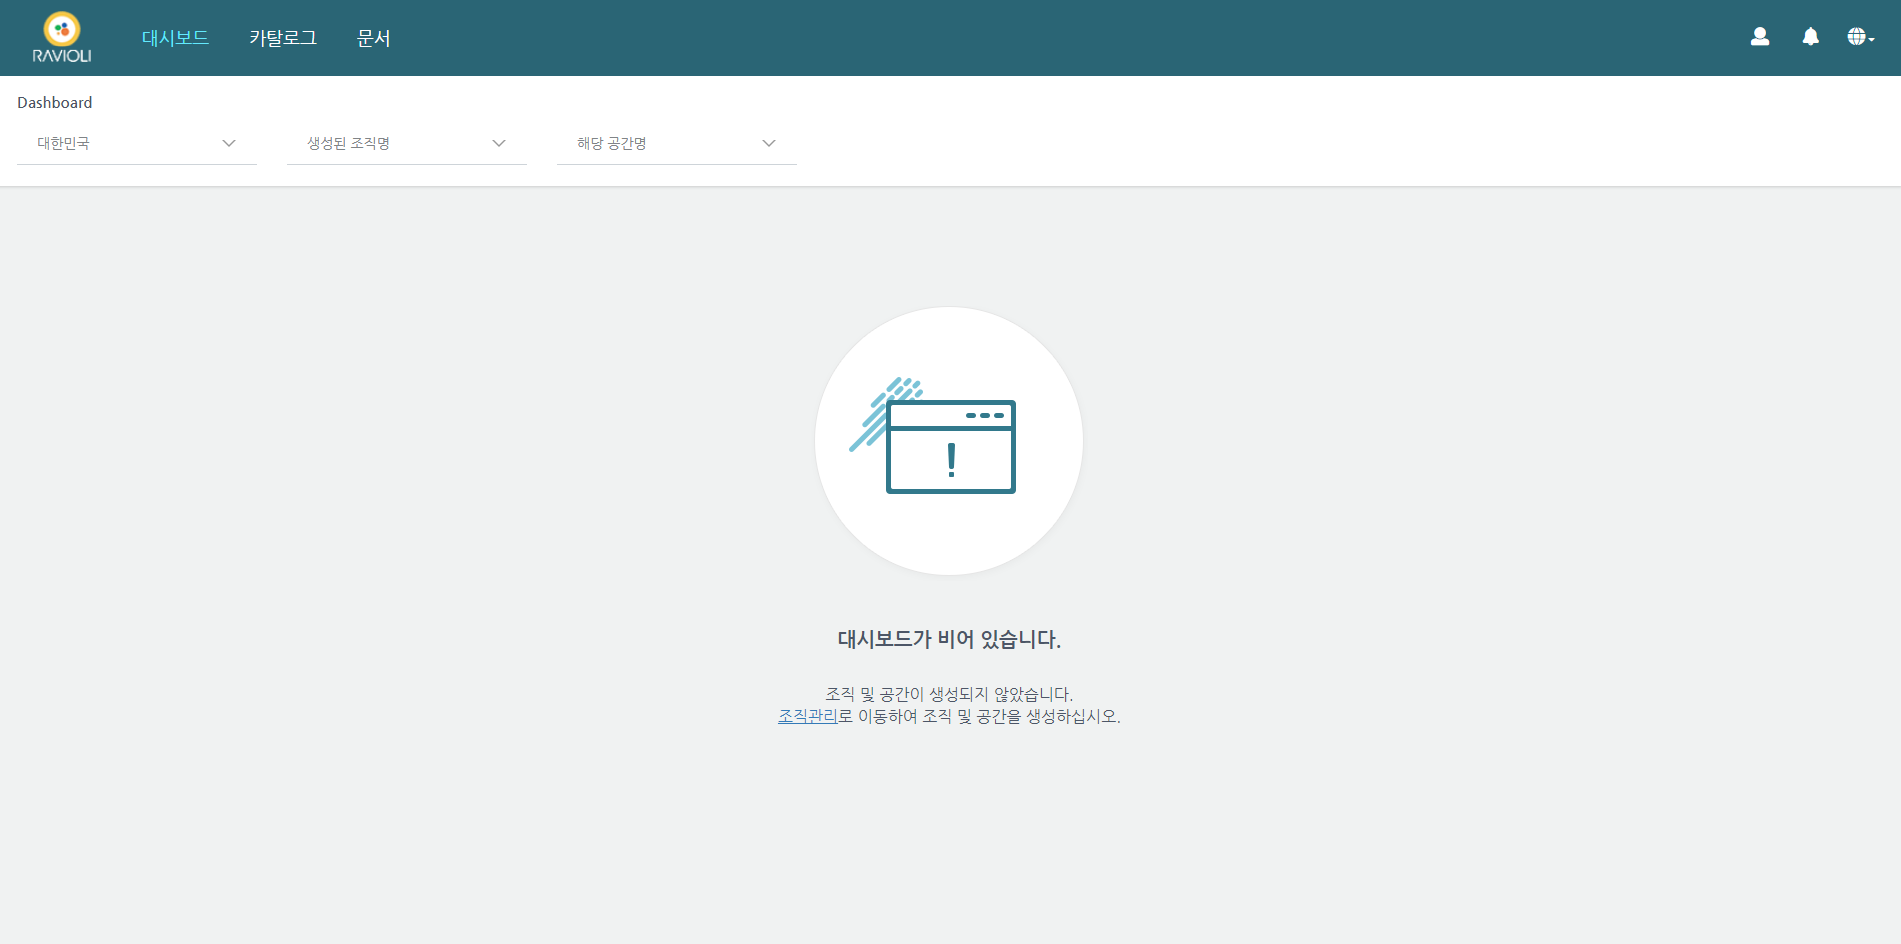 RAVIOLI
대시보드 카탈로그 문서
Dashboard
대한민국 생성된 조직명 해당 공간명
!
대시보드가 비어 있습니다.
조직 및 공간이 생성되지 않았습니다.
조직관리로 이동하여 조직 및 공간을 생성하십시오.